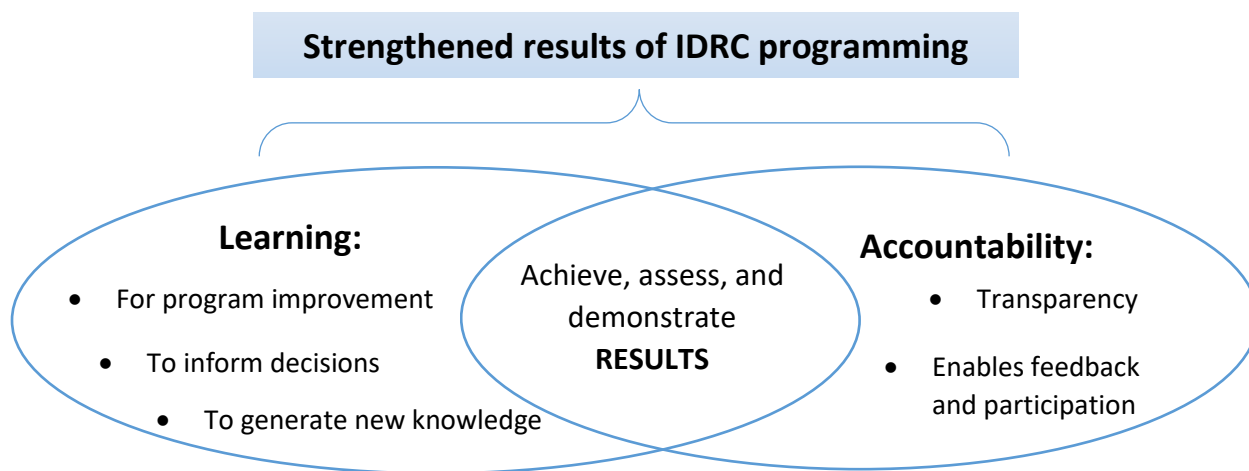 Strengthened results of IDRC programming
Learning:
• For program improvement
• To inform decisions
• To generate new knowledge
Achieve, assess, and
demonstrate
RESULTS
Accountability:
• Transparency
• Enables feedback
and participation